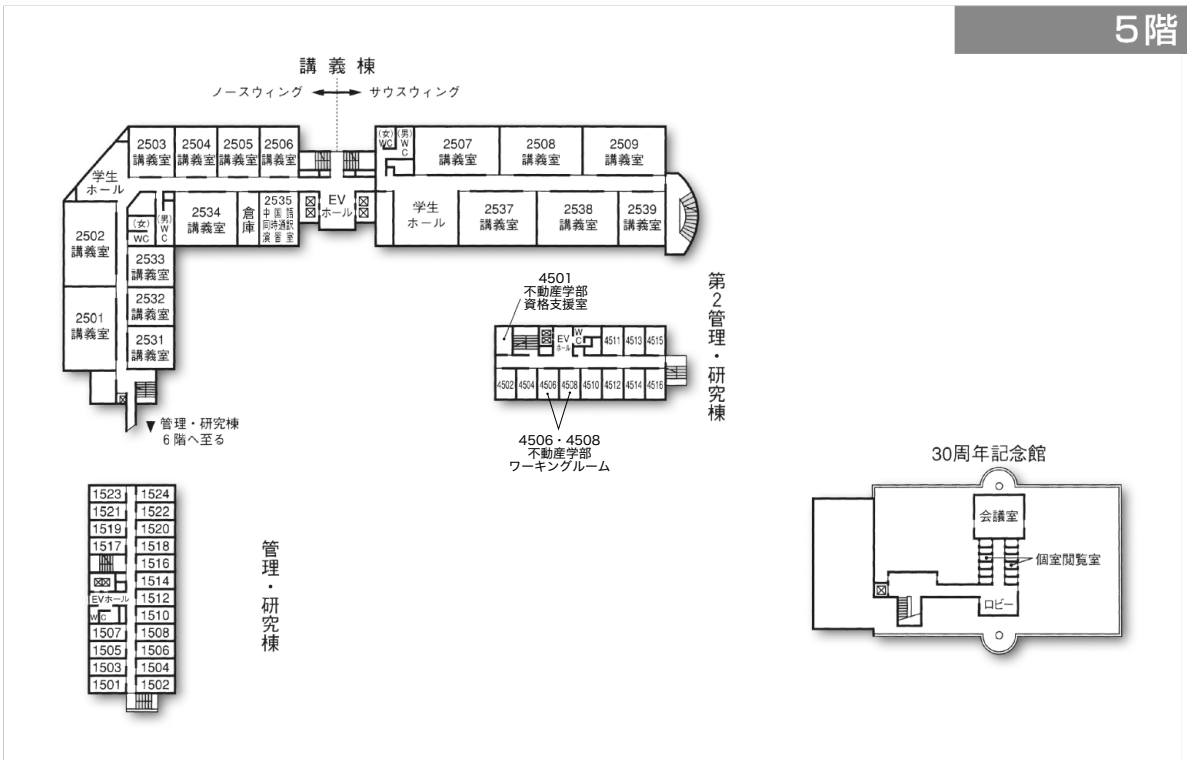 5階
講義棟
ノースウィング
サウスウィング
2503
講義室
2504
講義室
2505
講義室
2506
講義室
(女)
WC
(男)
WC
2507
講義室
2508
講義室
2509
講義室
学生
ホール
2502
講義室
(女)
WC
(男)
WC
2534
講義室
倉庫
2535
中国語
同時通訳
演習室
EV
ホール
学生
ホール
2537
講義室
2538
講義室
2539
講義室
2533
講義室
2501
講義室
2532
講義室
2531
講義室
管理・研究棟
6階へ至る
4501
不動産学部
資格支援室
第2管理・研究棟
EV
ホール
WC
4511
4513
4515
4502
4504
4506
4508
4510
4512
4514
4516
4506・4508
不動産学部
ワーキングルーム
管理・研究棟
1523
1524
1521
1522
1519
1520
1517
1518
1516
1514
EVホール
1512
WC
1510
1507
1508
1505
1506
1503
1504
1501
1502
30周年記念館
会議室
個室閲覧室
ロビー